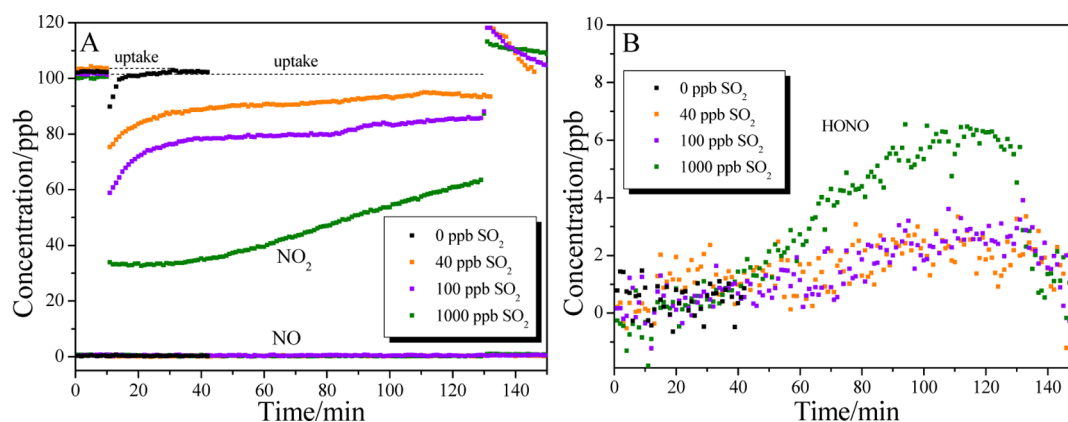 A
uptake
uptake
NO₂
NO
0 ppb SO₂
40 ppb SO₂
100 ppb SO₂
1000 ppb SO₂
Concentration/ppb
120
100
80
60
40
20
0
0 20 40 60 80 100 120 140
Time/min
B
0 ppb SO₂
40 ppb SO₂
100 ppb SO₂
1000 ppb SO₂
HONO
Concentration/ppb
10
8
6
4
2
0
0 20 40 60 80 100 120 140
Time/min